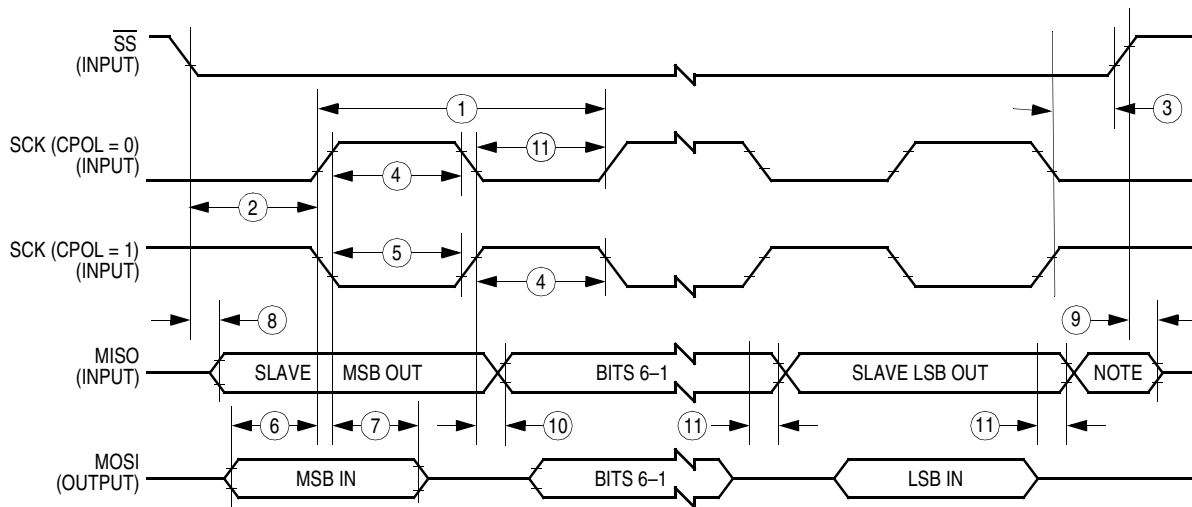 SS
(INPUT)
1
3
SCK (CPOL = 0)
(INPUT)
11
4
2
SCK (CPOL = 1)
(INPUT)
5
4
8
9
MISO
(INPUT)
SLAVE MSB OUT
BITS 6–1
SLAVE LSB OUT
NOTE
6
7
10
11
11
MOSI
(OUTPUT)
MSB IN
BITS 6–1
LSB IN